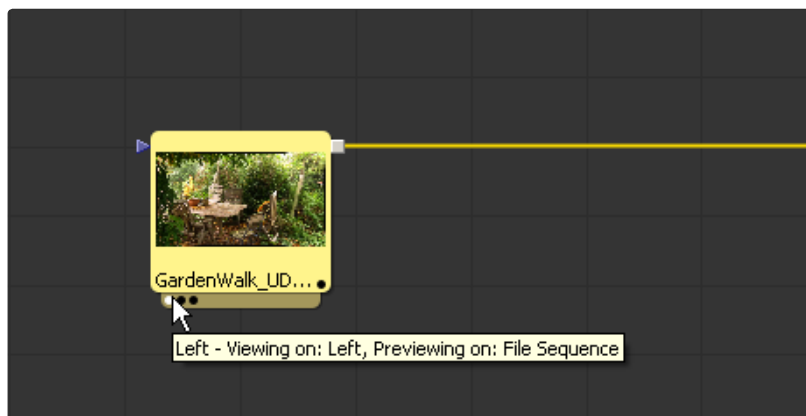 GardenWalk_UD...
Left - Viewing on: Left, Previewing on: File Sequence